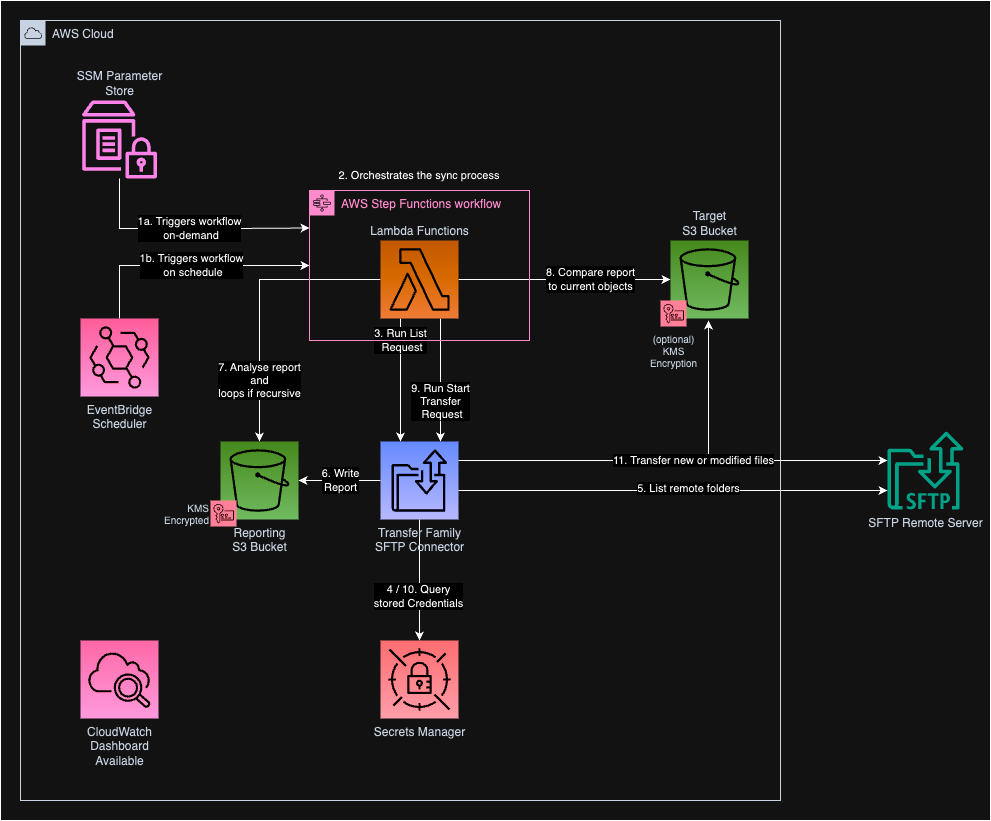 AWS Cloud
SSM Parameter
Store
2. Orchestrates the sync process
AWS Step Functions workflow
Lambda Functions
1a. Triggers workflow
on-demand
1b. Triggers workflow
on schedule
Target
S3 Bucket
8. Compare report
to current objects
(optional)
KMS
Encryption
3. Run List
Request
7. Analyse report
and
loops if recursive
9. Run Start
Transfer
Request
EventBridge
Scheduler
11. Transfer new or modified files
6. Write
Report
5. List remote folders
SFTP
SFTP Remote Server
KMS
Encrypted
Reporting
S3 Bucket
Transfer Family
SFTP Connector
4 / 10. Query
stored Credentials
CloudWatch
Dashboard
Available
Secrets Manager